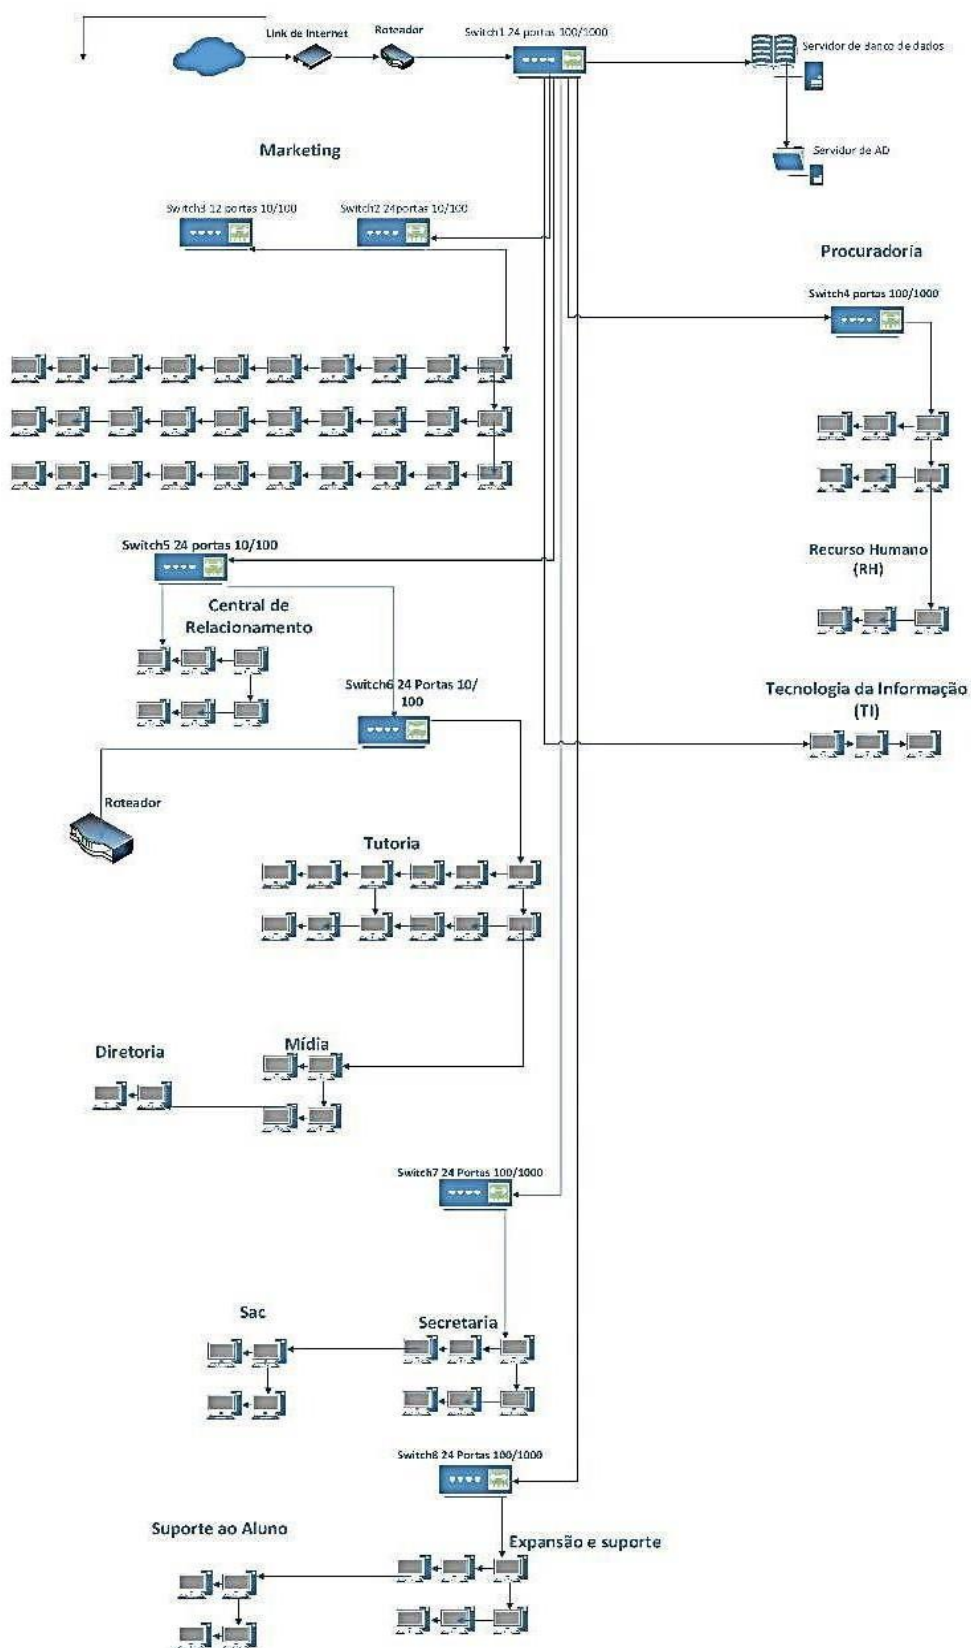 Link de Internet
Roteador
Switch1 24 portas 100/1000
Servidor de Banco de dados
Servidor de AD
Marketing
Switch3 12 portas 10/100
Switch2 24portas 10/100
Procuradoria
Switch4 portas 100/1000
Switch5 24 portas 10/100
Central de
Relacionamento
Recurso Humano
(RH)
Switch6 24 Portas 10/
100
Tecnologia da Informação
(TI)
Roteador
Tutoria
Diretoria
Mídia
Switch7 24 Portas 100/1000
Sac
Secretaria
Switch8 24 Portas 100/1000
Suporte ao Aluno
Expansão e suporte